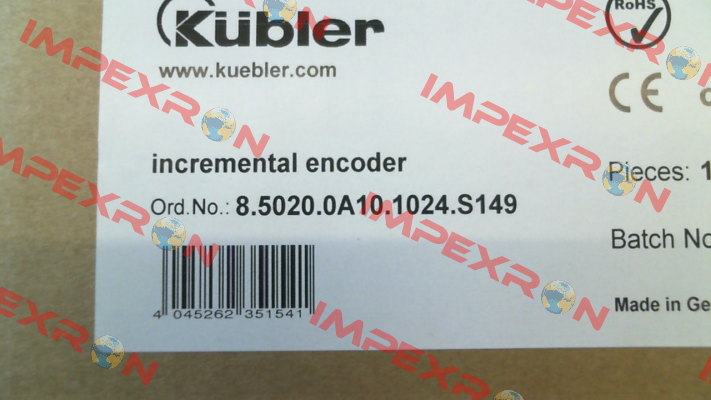 Kübler
RoHS
www.kuebler.com
CE
incremental encoder
Pieces: 1
Ord.No.: 8.5020.0A10.1024.S149
Batch No
Made in Ge
4 045262 351541
IMPEXRON
IMPEXRON
IMPEXRON
IMPEXRON
IMPEXRON